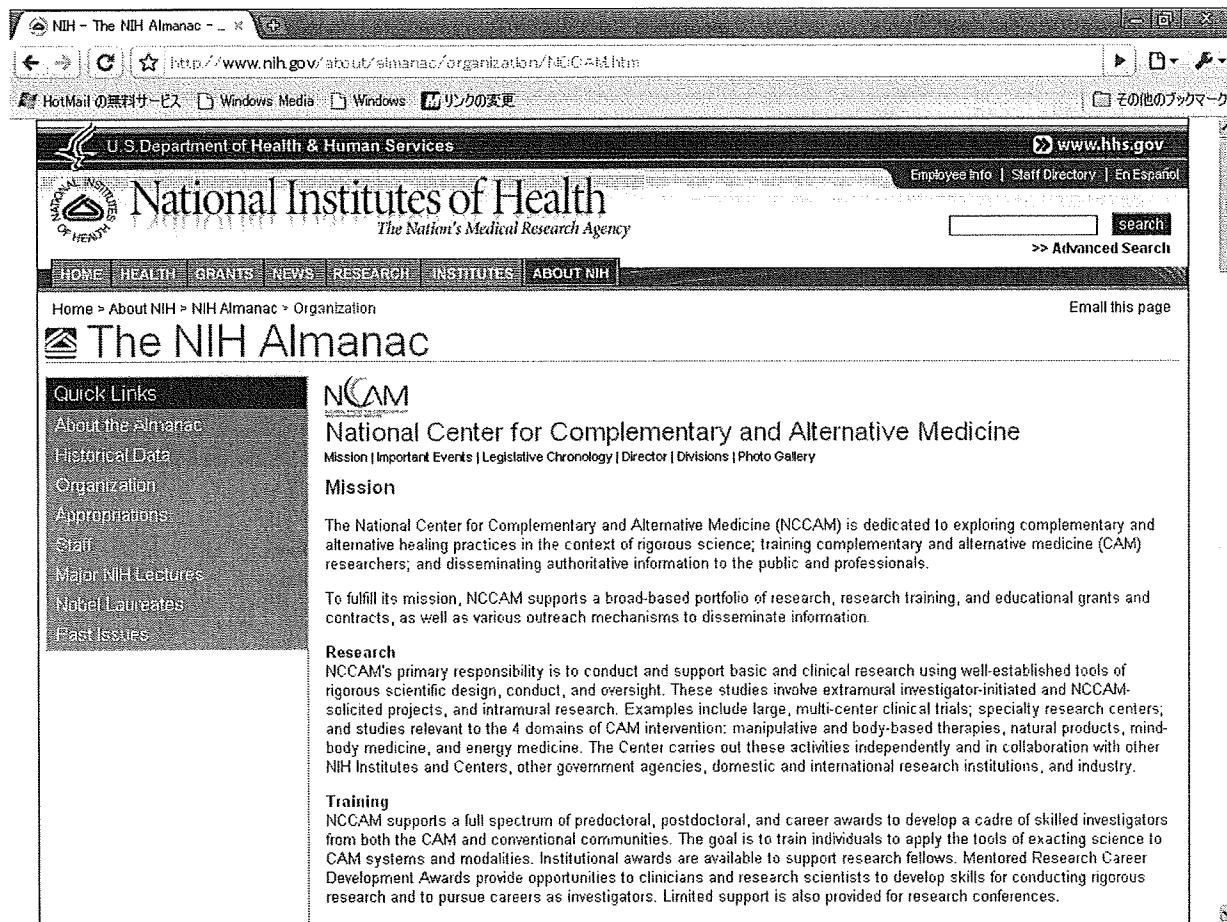 NIH - The NIH Almanac - ...
http://www.nih.gov/about/almanac/organization/NCCAM.htm
HotMail の無料サービス Windows Media Windows リンクの変更 その他のブックマーク
U.S. Department of Health & Human Services www.hhs.gov
Employee Info | Staff Directory | En Español
NATIONAL INSTITUTES OF HEALTH
National Institutes of Health
The Nation's Medical Research Agency
search
>> Advanced Search
HOME HEALTH GRANTS NEWS RESEARCH INSTITUTES ABOUT NIH
Home > About NIH > NIH Almanac > Organization Email this page
The NIH Almanac
Quick Links
About the Almanac
Historical Data
Organization
Appropriations
Staff
Major NIH Lectures
Nobel Laureates
Past Issues
NCCAM
National Center for Complementary and Alternative Medicine
Mission | Important Events | Legislative Chronology | Director | Divisions | Photo Gallery
Mission
The National Center for Complementary and Alternative Medicine (NCCAM) is dedicated to exploring complementary and
alternative healing practices in the context of rigorous science; training complementary and alternative medicine (CAM)
researchers; and disseminating authoritative information to the public and professionals.
To fulfill its mission, NCCAM supports a broad-based portfolio of research, research training, and educational grants and
contracts, as well as various outreach mechanisms to disseminate information.
Research
NCCAM's primary responsibility is to conduct and support basic and clinical research using well-established tools of
rigorous scientific design, conduct, and oversight. These studies involve extramural investigator-initiated and NCCAM-
solicited projects, and intramural research. Examples include large, multi-center clinical trials; specialty research centers;
and studies relevant to the 4 domains of CAM intervention: manipulative and body-based therapies, natural products, mind-
body medicine, and energy medicine. The Center carries out these activities independently and in collaboration with other
NIH Institutes and Centers, other government agencies, domestic and international research institutions, and industry.
Training
NCCAM supports a full spectrum of predoctoral, postdoctoral, and career awards to develop a cadre of skilled investigators
from both the CAM and conventional communities. The goal is to train individuals to apply the tools of exacting science to
CAM systems and modalities. Institutional awards are available to support research fellows. Mentored Research Career
Development Awards provide opportunities to clinicians and research scientists to develop skills for conducting rigorous
research and to pursue careers as investigators. Limited support is also provided for research conferences.